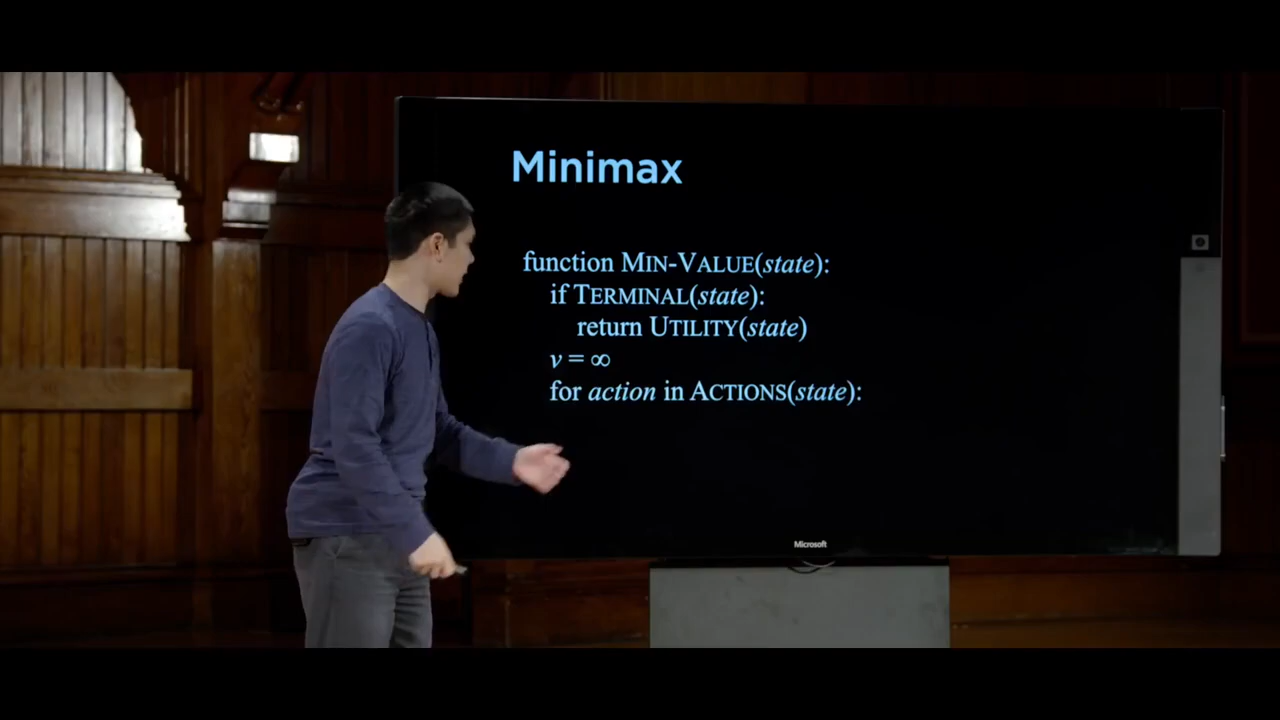 Minimax
function MIN-VALUE(state):
if TERMINAL(state):
return UTILITY(state)
v = ∞
for action in ACTIONS(state):
Microsoft